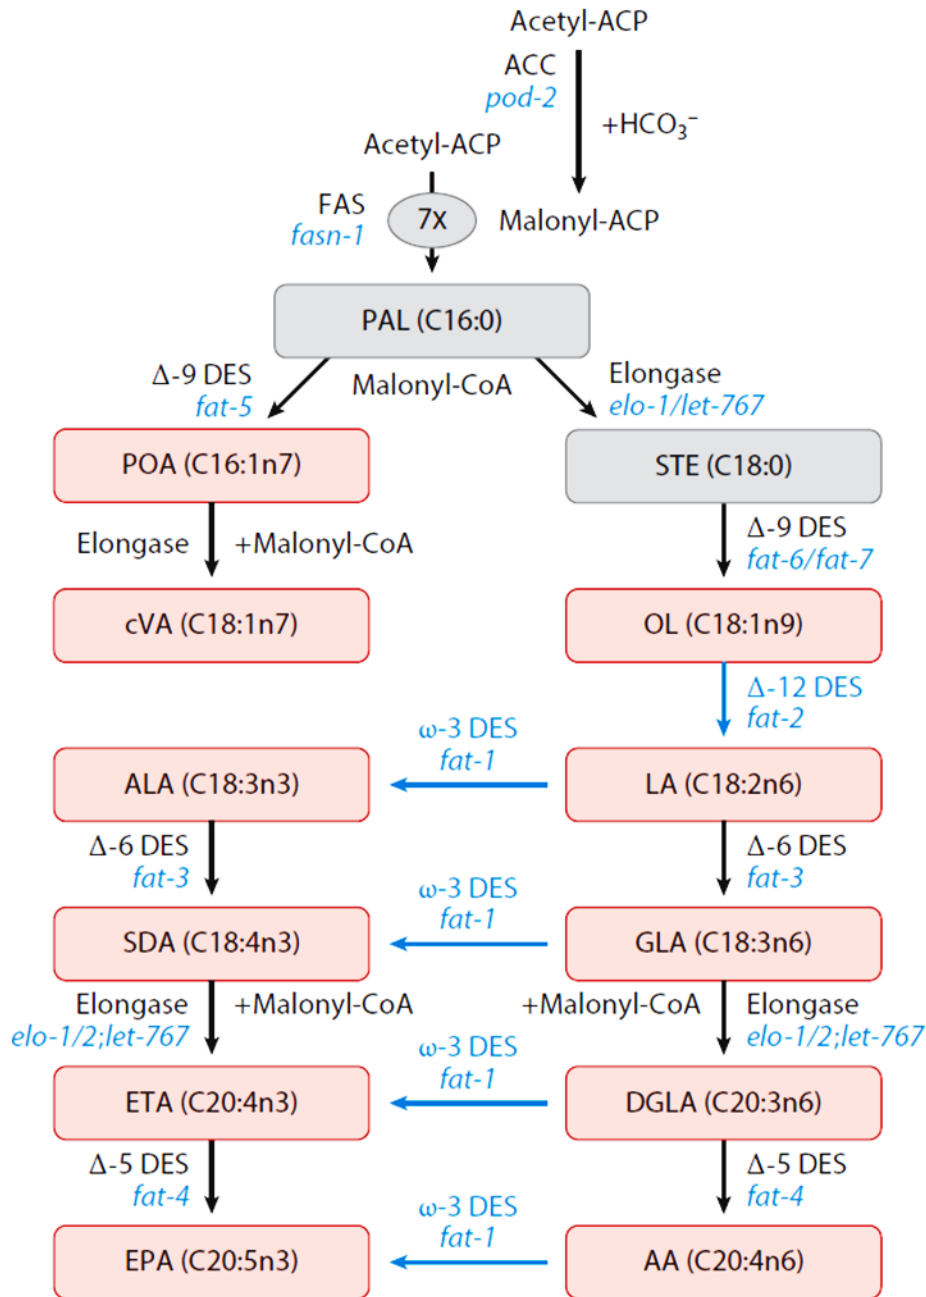 Acetyl-ACP
ACC
pod-2
+HCO₃⁻
Acetyl-ACP
FAS
fasn-1
7x
Malonyl-ACP
PAL (C16:0)
Δ-9 DES
fat-5
Malonyl-CoA
Elongase
elo-1/let-767
POA (C16:1n7)
STE (C18:0)
Elongase
+Malonyl-CoA
Δ-9 DES
fat-6/fat-7
cVA (C18:1n7)
OL (C18:1n9)
Δ-12 DES
fat-2
ω-3 DES
fat-1
ALA (C18:3n3)
LA (C18:2n6)
Δ-6 DES
fat-3
Δ-6 DES
fat-3
ω-3 DES
fat-1
SDA (C18:4n3)
GLA (C18:3n6)
Elongase
elo-1/2;let-767
+Malonyl-CoA
+Malonyl-CoA
Elongase
elo-1/2;let-767
ω-3 DES
fat-1
ETA (C20:4n3)
DGLA (C20:3n6)
Δ-5 DES
fat-4
Δ-5 DES
fat-4
ω-3 DES
fat-1
EPA (C20:5n3)
AA (C20:4n6)